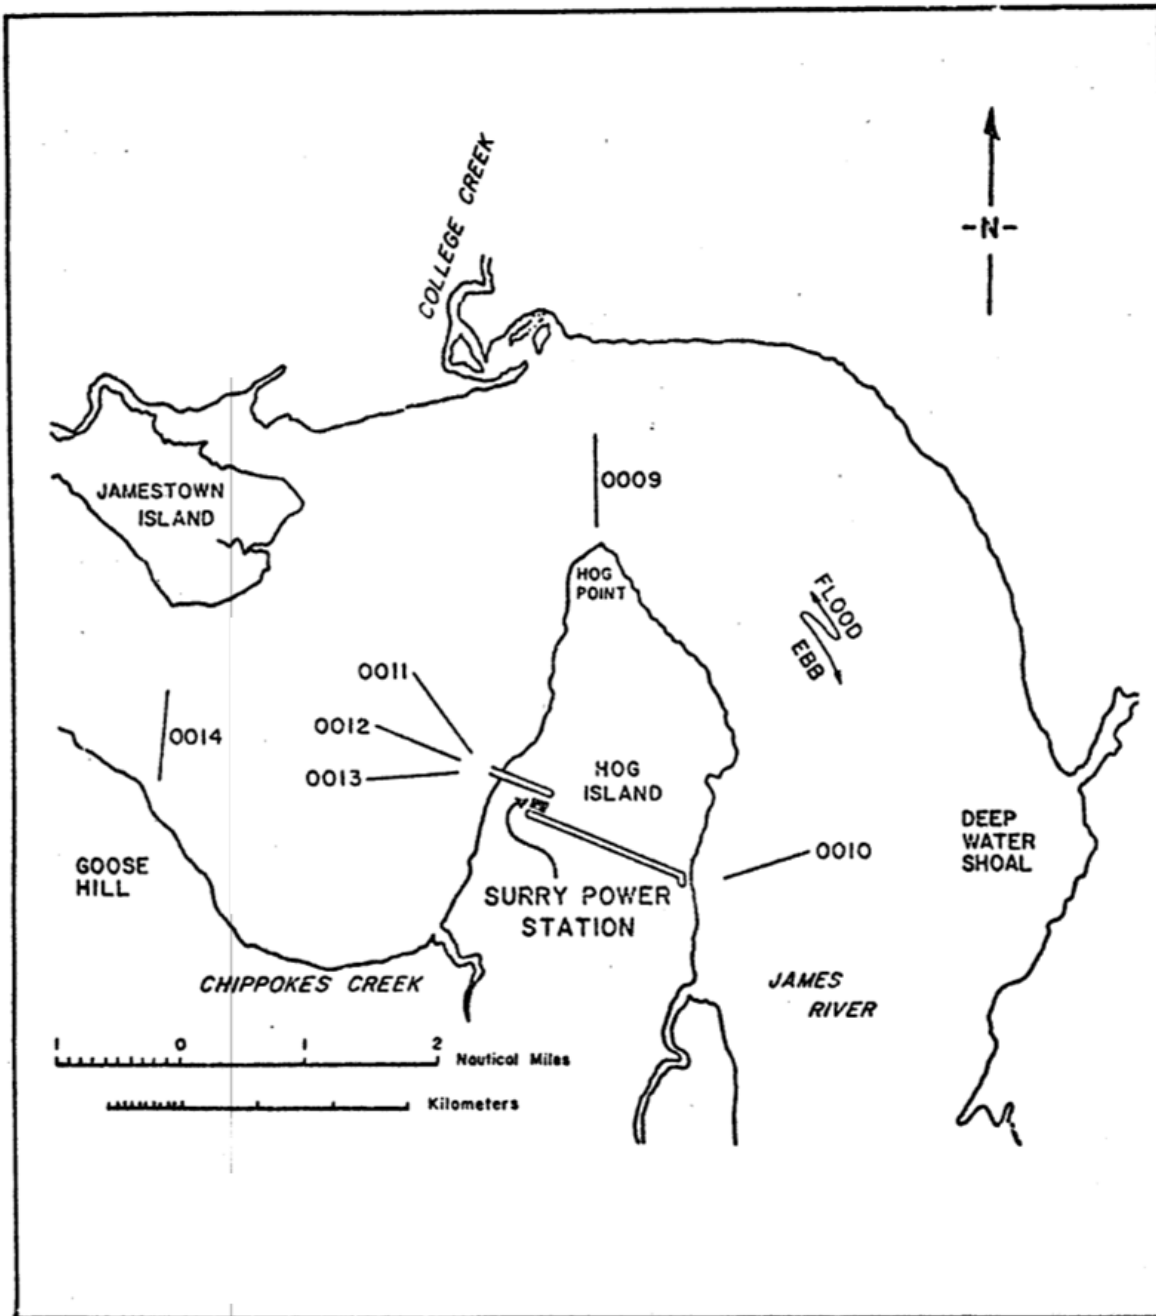 COLLEGE CREEK
-N-
0009
JAMESTOWN
ISLAND
HOG
POINT
FLOOD
EBB
0011
0012
0013
0014
HOG
ISLAND
0010
DEEP
WATER
SHOAL
GOOSE
HILL
SURRY POWER
STATION
CHIPPOKES CREEK
JAMES
RIVER
1 0 1 2 Nautical Miles
Kilometers